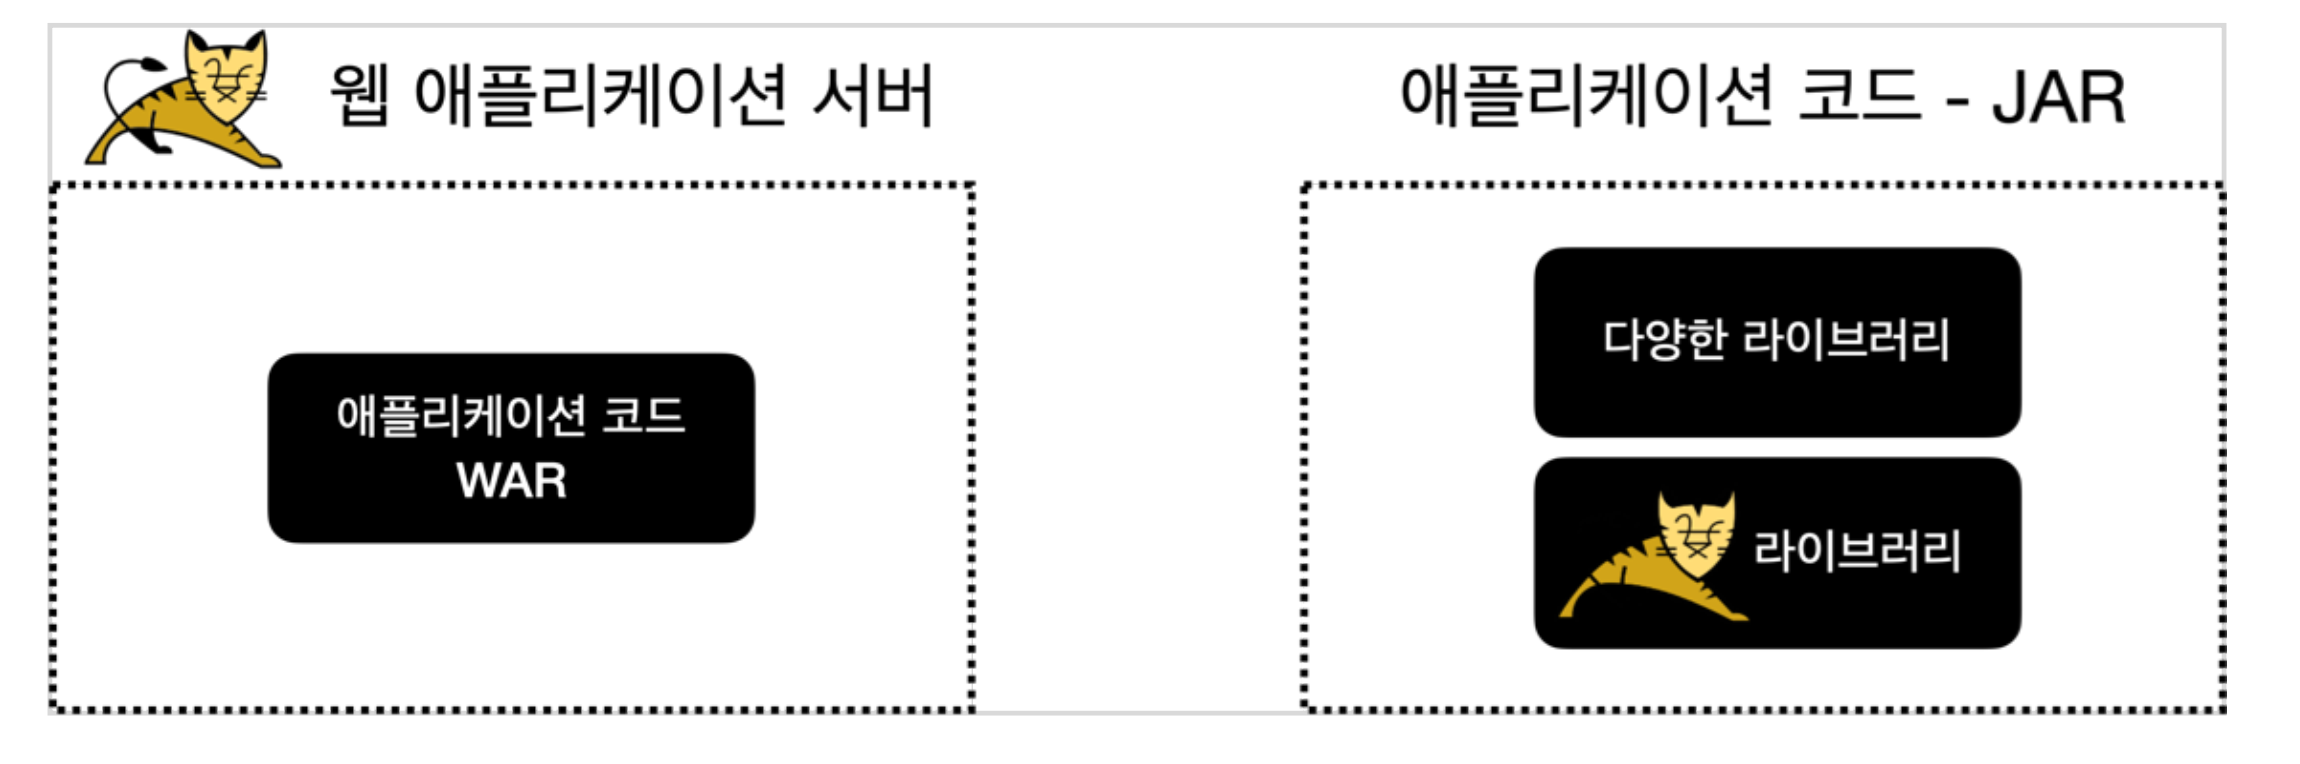 웹 애플리케이션 서버
애플리케이션 코드 - JAR
애플리케이션 코드
WAR
다양한 라이브러리
라이브러리